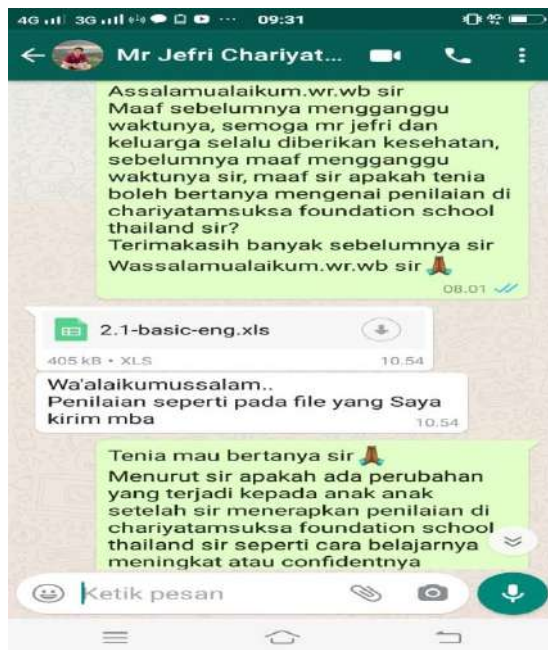 4G 3G ... 09:31
Mr Jefri Chariyat...
Assalamualaikum.wr.wb sir
Maaf sebelumnya mengganggu
waktunya, semoga mr jefri dan
keluarga selalu diberikan kesehatan,
sebelumnya maaf mengganggu
waktunya sir, maaf sir apakah tenia
boleh bertanya mengenai penilaian di
chariyatamsuksa foundation school
thailand sir?
Terimakasih banyak sebelumnya sir
Wassalamualaikum.wr.wb sir 🙏🏾
08.01
2.1-basic-eng.xls
405 kB • XLS 10.54
Wa'alaikumussalam..
Penilaian seperti pada file yang Saya
kirim mba
10.54
Tenia mau bertanya sir 🙏🏾
Menurut sir apakah ada perubahan
yang terjadi kepada anak anak
setelah sir menerapkan penilaian di
chariyatamsuksa foundation school
thailand sir seperti cara belajarnya
meningkat atau confidentnya
Ketik pesan